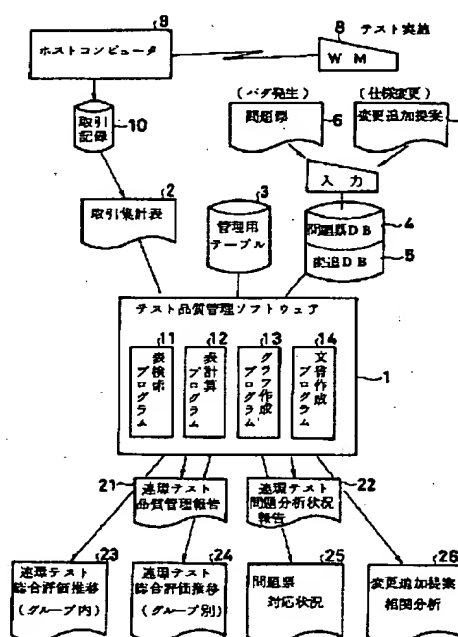 9
8 テスト実施
ホストコンピュータ
WM
取引
記録
10
(バグ発生)
(仕様変更)
問題票
6
変更追加提案
入力
2
取引集計表
3
管理用
テーブル
問題票DB
4
変追DB
5
テスト品質管理ソフトウェア
11
表検索
プログラム
12
表計算
プログラム
13
グラフ作成
プログラム
14
文書作成
プログラム
1
21
連環テスト
品質管理報告
連環テスト
問題分析状況
報告
22
23
連環テスト
総合評価推移
(グループ内)
24
連環テスト
総合評価推移
(グループ別)
25
問題票
対応状況
26
変更追加提案
相関分析